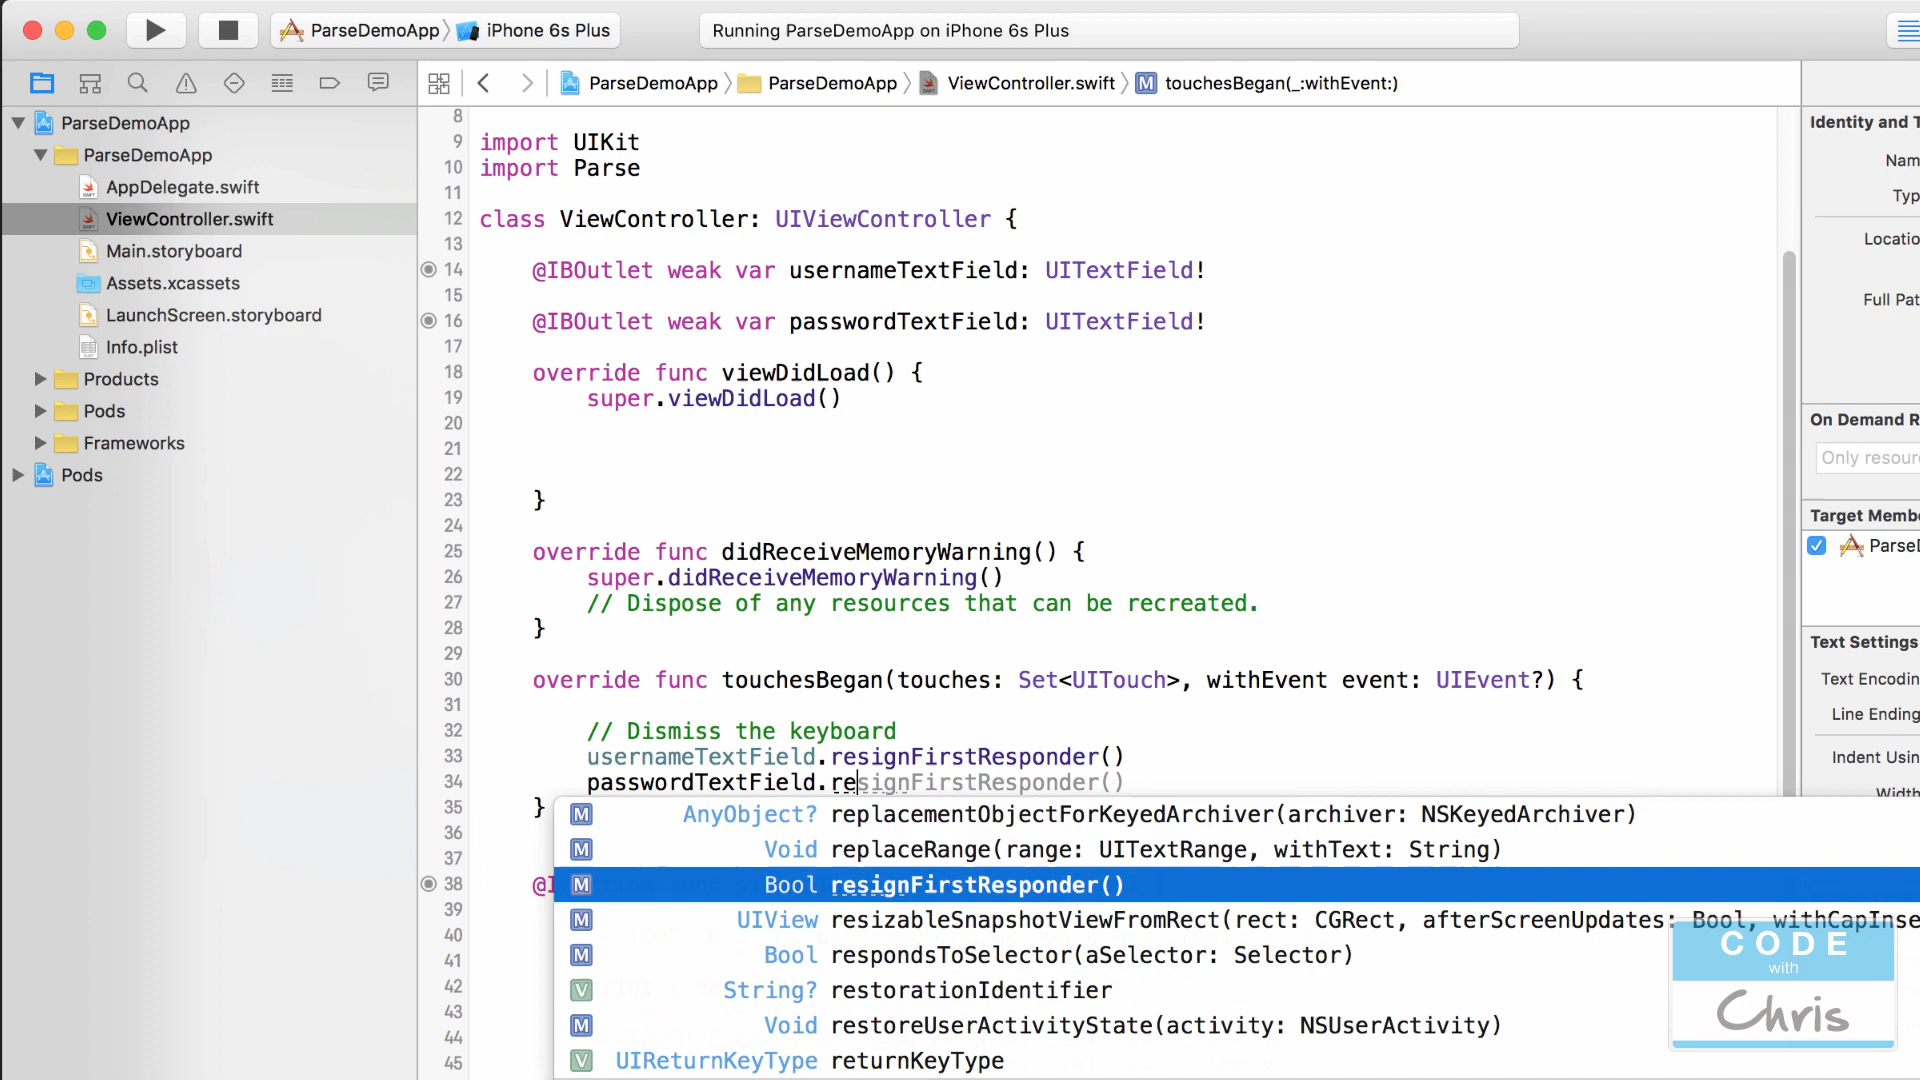 ParseDemoApp
iPhone 6s Plus
Running ParseDemoApp on iPhone 6s Plus
ParseDemoApp
ParseDemoApp
ViewController.swift
touchesBegan(_:withEvent:)
ParseDemoApp
ParseDemoApp
AppDelegate.swift
ViewController.swift
Main.storyboard
Assets.xcassets
LaunchScreen.storyboard
Info.plist
Products
Pods
Frameworks
Pods
8
9 import UIKit
10 import Parse
11
12 class ViewController: UIViewController {
13
14 @IBOutlet weak var usernameTextField: UITextField!
15
16 @IBOutlet weak var passwordTextField: UITextField!
17
18 override func viewDidLoad() {
19 super.viewDidLoad()
20
21
22
23 }
24
25 override func didReceiveMemoryWarning() {
26 super.didReceiveMemoryWarning()
27 // Dispose of any resources that can be recreated.
28 }
29
30 override func touchesBegan(touches: Set<UITouch>, withEvent event: UIEvent?) {
31
32 // Dismiss the keyboard
33 usernameTextField.resignFirstResponder()
34 passwordTextField.resignFirstResponder()
35 }
36
37
38 @I
39
40
41
42
43
44
45
M AnyObject? replacementObjectForKeyedArchiver(archiver: NSKeyedArchiver)
M Void replaceRange(range: UITextRange, withText: String)
M Bool resignFirstResponder()
M UIView resizableSnapshotViewFromRect(rect: CGRect, afterScreenUpdates: Bool, withCapInse
M Bool respondsToSelector(aSelector: Selector)
V String? restorationIdentifier
M Void restoreUserActivityState(activity: NSUserActivity)
V UIReturnKeyType returnKeyType
Identity and T
Nam
Typ
Locatio
Full Pat
On Demand R
Only resour
Target Membe
Parse
Text Settings
Text Encodin
Line Ending
Indent Usin
Width
CODE
with
Chris